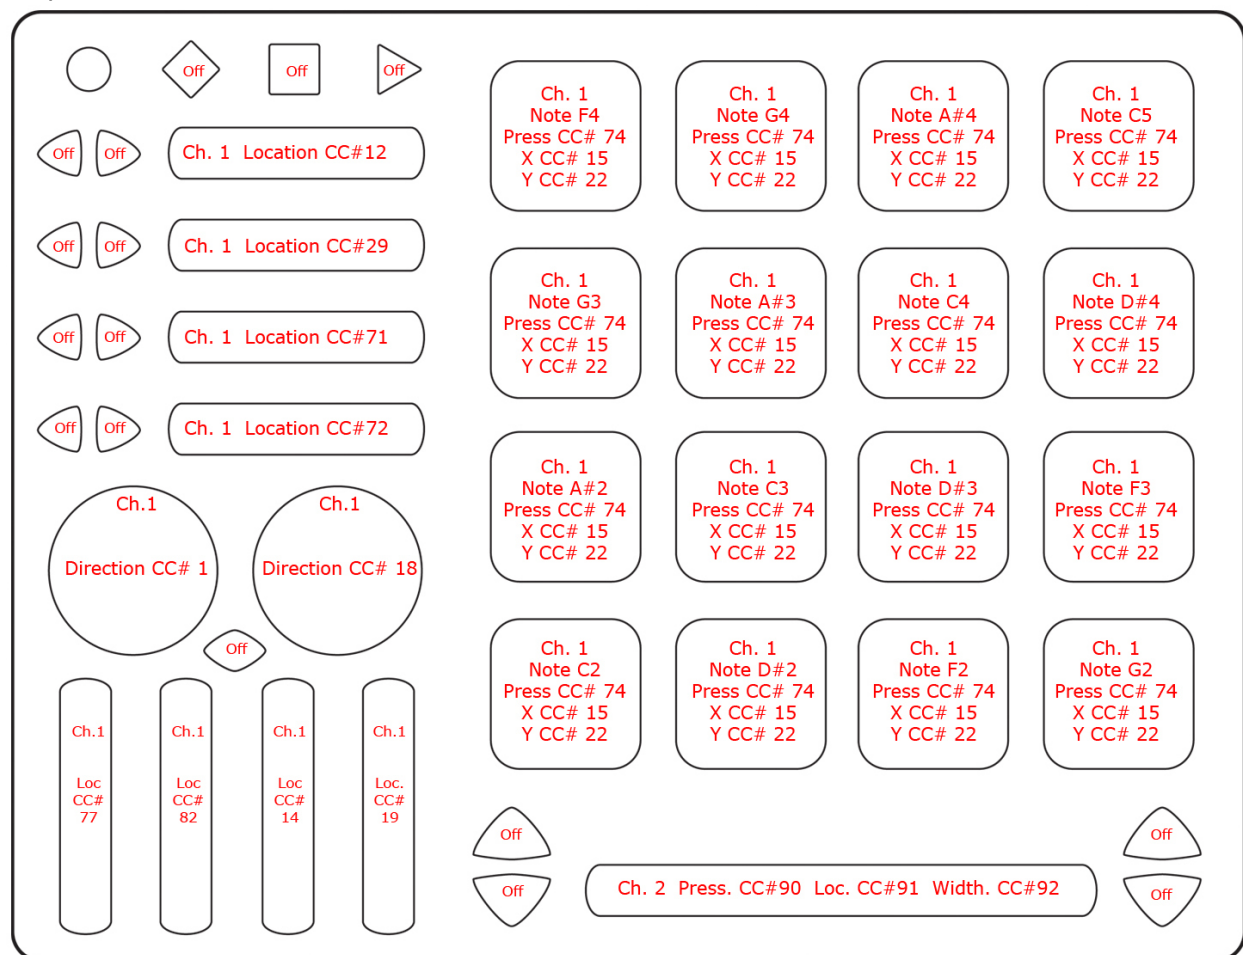 Off
Off
Off
Off
Off
Ch. 1  Location CC#12
Off
Off
Ch. 1  Location CC#29
Off
Off
Ch. 1  Location CC#71
Off
Off
Ch. 1  Location CC#72
Ch.1
Direction CC# 1
Ch.1
Direction CC# 18
Off
Ch.1
Loc
CC#
77
Ch.1
Loc
CC#
82
Ch.1
Loc
CC#
14
Ch.1
Loc.
CC#
19
Ch. 1
Note F4
Press CC# 74
X CC# 15
Y CC# 22
Ch. 1
Note G4
Press CC# 74
X CC# 15
Y CC# 22
Ch. 1
Note A#4
Press CC# 74
X CC# 15
Y CC# 22
Ch. 1
Note C5
Press CC# 74
X CC# 15
Y CC# 22
Ch. 1
Note G3
Press CC# 74
X CC# 15
Y CC# 22
Ch. 1
Note A#3
Press CC# 74
X CC# 15
Y CC# 22
Ch. 1
Note C4
Press CC# 74
X CC# 15
Y CC# 22
Ch. 1
Note D#4
Press CC# 74
X CC# 15
Y CC# 22
Ch. 1
Note A#2
Press CC# 74
X CC# 15
Y CC# 22
Ch. 1
Note C3
Press CC# 74
X CC# 15
Y CC# 22
Ch. 1
Note D#3
Press CC# 74
X CC# 15
Y CC# 22
Ch. 1
Note F3
Press CC# 74
X CC# 15
Y CC# 22
Ch. 1
Note C2
Press CC# 74
X CC# 15
Y CC# 22
Ch. 1
Note D#2
Press CC# 74
X CC# 15
Y CC# 22
Ch. 1
Note F2
Press CC# 74
X CC# 15
Y CC# 22
Ch. 1
Note G2
Press CC# 74
X CC# 15
Y CC# 22
Off
Off
Ch. 2  Press. CC#90  Loc. CC#91  Width. CC#92
Off
Off